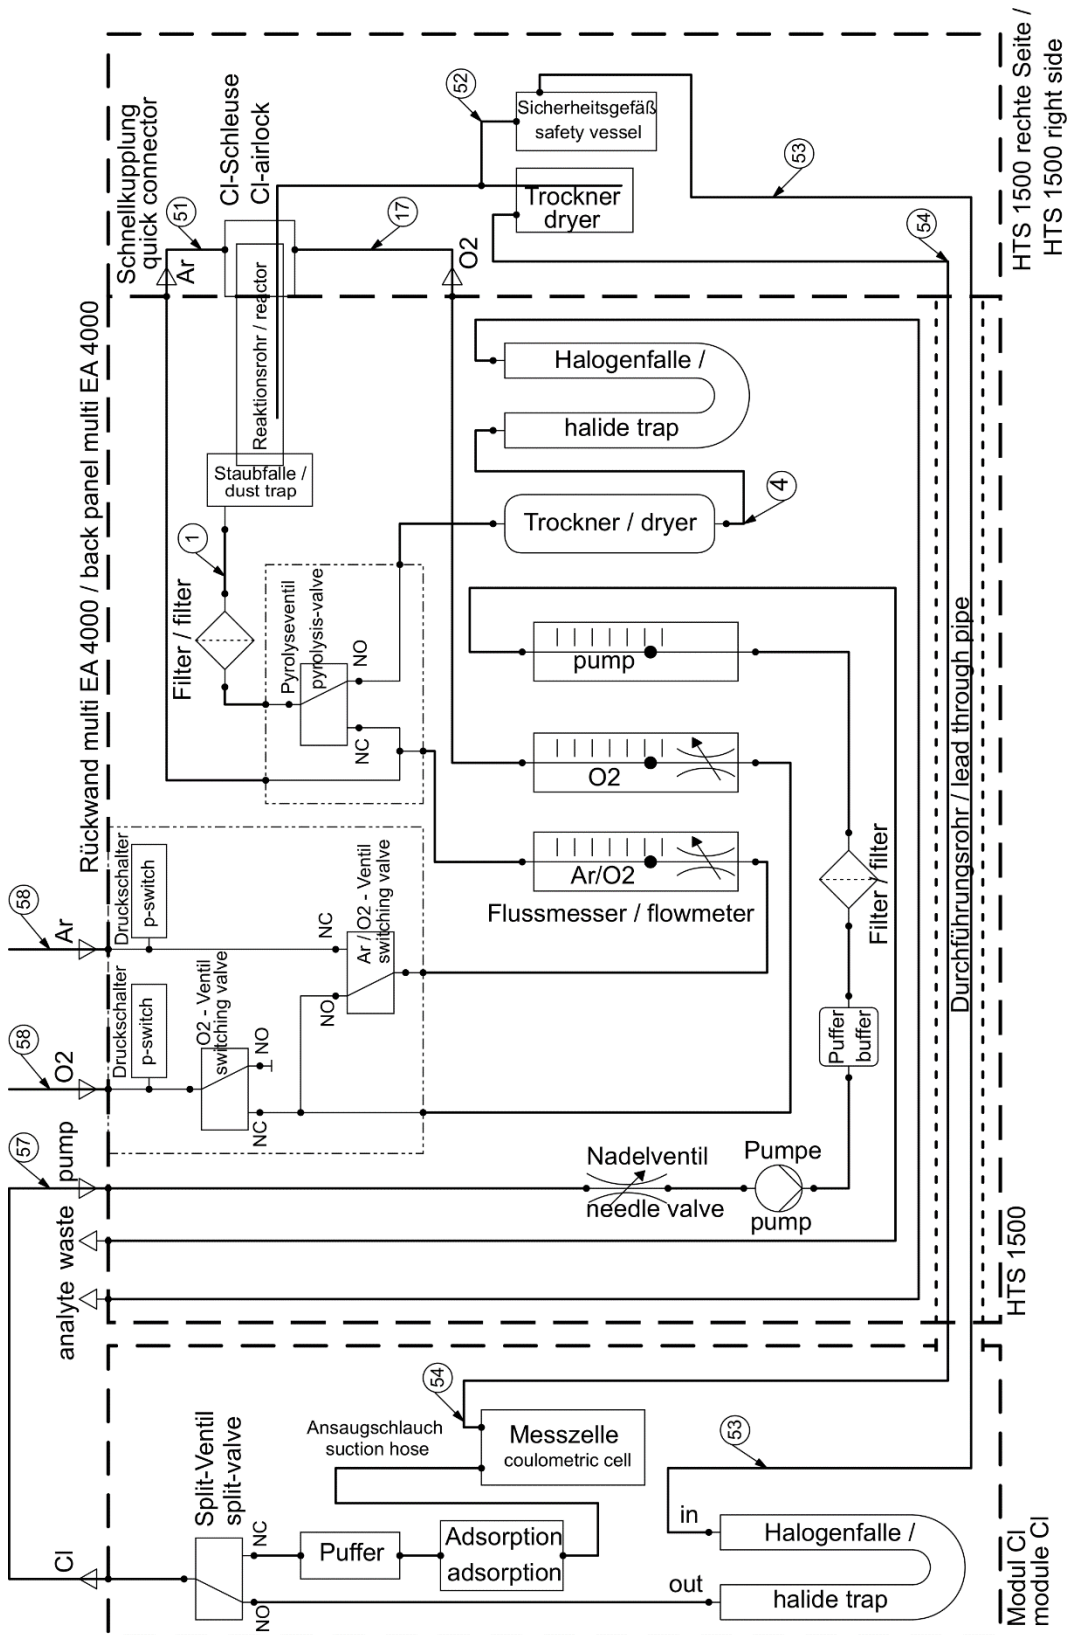 Schnellkupplung
quick connector
Cl-Schleuse
Cl-airlock
52
Sicherheitsgefäß
safety vessel
53
HTS 1500 rechte Seite /
HTS 1500 right side
51
Ar
17
O2
Trockner
dryer
54
Rückwand multi EA 4000 / back panel multi EA 4000
Reaktionsrohr / reactor
Staubfalle /
dust trap
Halogenfalle /
halide trap
1
Filter / filter
Trockner / dryer
4
Pyrolyseventil
pyrolysis-valve
NO
NC
pump
O2
Ar/O2
Flussmesser / flowmeter
Durchführungsrohr / lead through pipe
58
Ar
Druckschalter
p-switch
NC
Ar / O2 - Ventil
switching valve
NO
Filter / filter
58
O2
Druckschalter
p-switch
O2 - Ventil
switching valve
NO
NC
Puffer
buffer
57
pump
Nadelventil
needle valve
Pumpe
pump
waste
analyte
HTS 1500
54
Ansaugschlauch
suction hose
Messzelle
coulometric cell
53
Split-Ventil
split-valve
Cl
NC
NO
Puffer
Adsorption
adsorption
in
out
Halogenfalle /
halide trap
Modul Cl
module Cl